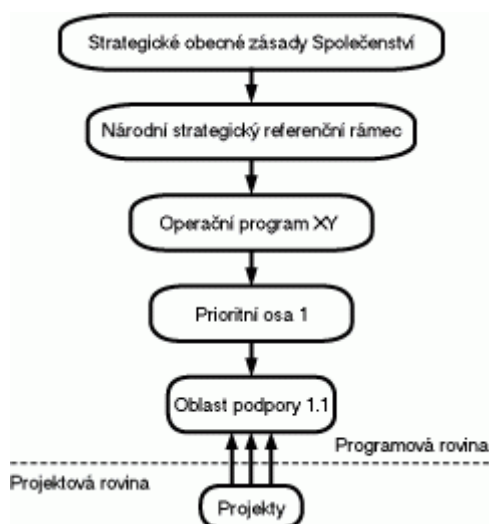 Strategické obecné zásady Společenství
Národní strategický referenční rámec
Operační program XY
Prioritní osa 1
Oblast podpory 1.1
Programová rovina
Projektová rovina
Projekty